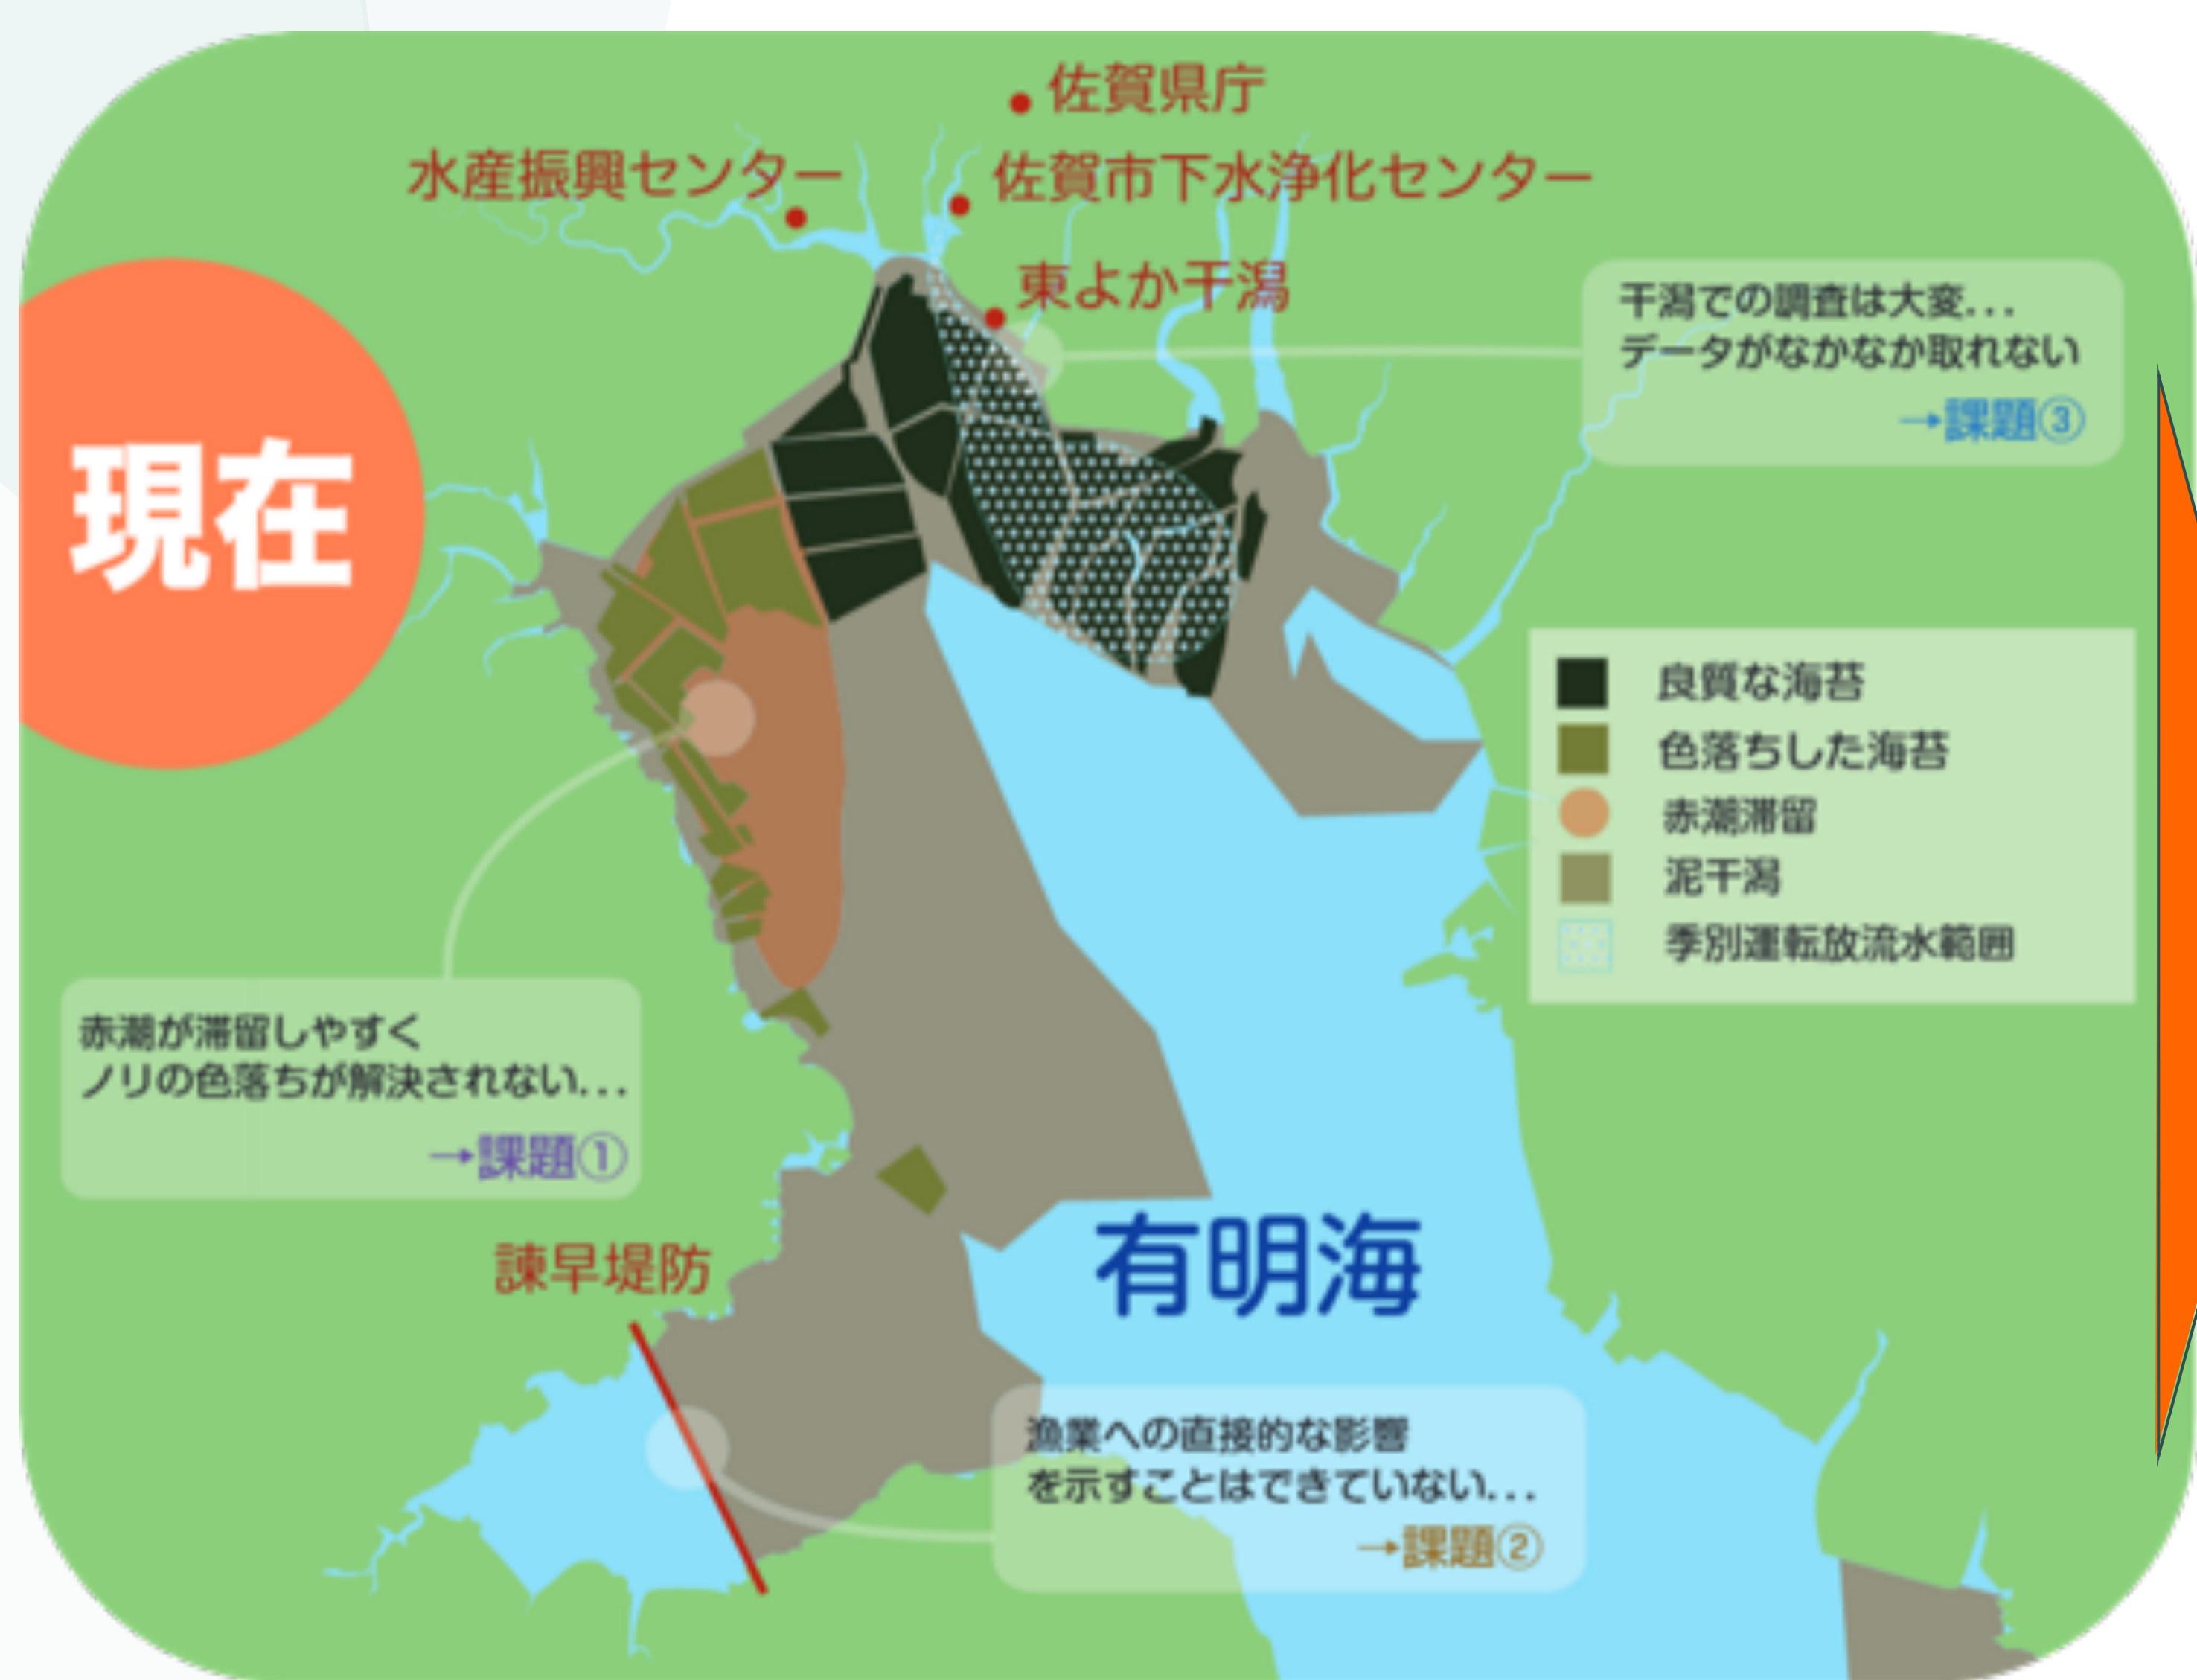 佐賀県庁
水産振興センター
佐賀市下水浄化センター
東よか干潟
現在
干潟での調査は大変...
データがなかなか取れない
→課題③
良質な海苔
色落ちした海苔
赤潮滞留
泥干潟
季別運転放流水範囲
赤潮が滞留しやすく
ノリの色落ちが解決されない...
→課題①
諫早堤防
有明海
漁業への直接的な影響
を示すことはできていない...
→課題②